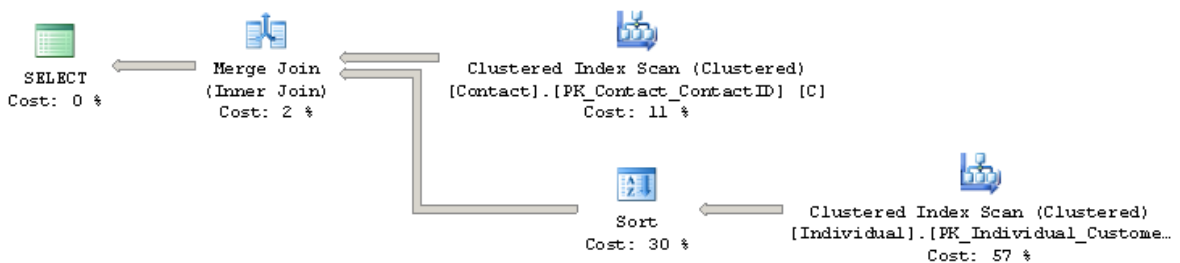 SELECT
Cost: 0 %
Merge Join
(Inner Join)
Cost: 2 %
Clustered Index Scan (Clustered)
[Contact].[PK_Contact_ContactID] [C]
Cost: 11 %
Sort
Cost: 30 %
Clustered Index Scan (Clustered)
[Individual].[PK_Individual_Custome…
Cost: 57 %